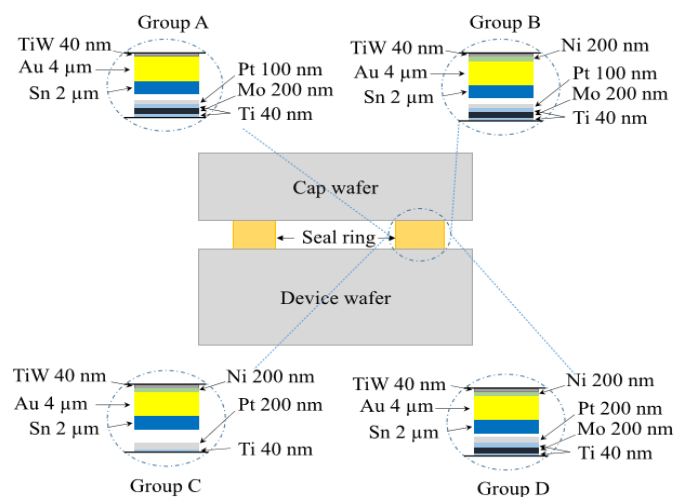 Group A
TiW 40 nm
Au 4 µm
Sn 2 µm
Pt 100 nm
Mo 200 nm
Ti 40 nm
Group B
TiW 40 nm
Au 4 µm
Sn 2 µm
Ni 200 nm
Pt 100 nm
Mo 200 nm
Ti 40 nm
Cap wafer
Seal ring
Device wafer
TiW 40 nm
Au 4 µm
Sn 2 µm
Ni 200 nm
Pt 200 nm
Ti 40 nm
Group C
TiW 40 nm
Au 4 µm
Sn 2 µm
Ni 200 nm
Pt 200 nm
Mo 200 nm
Ti 40 nm
Group D